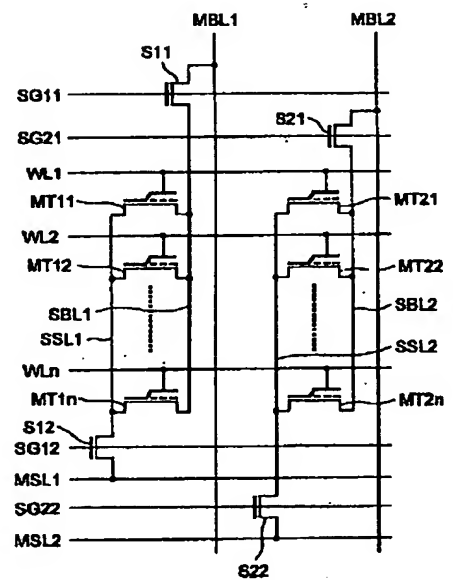 MBL1 MBL2
S11
SG11
S21
SG21
WL1
MT11 MT21
WL2
MT12 MT22
SBL1 SBL2
SSL1
SSL2
WLn
MT1n MT2n
S12
SG12
MSL1
SG22
MSL2
S22